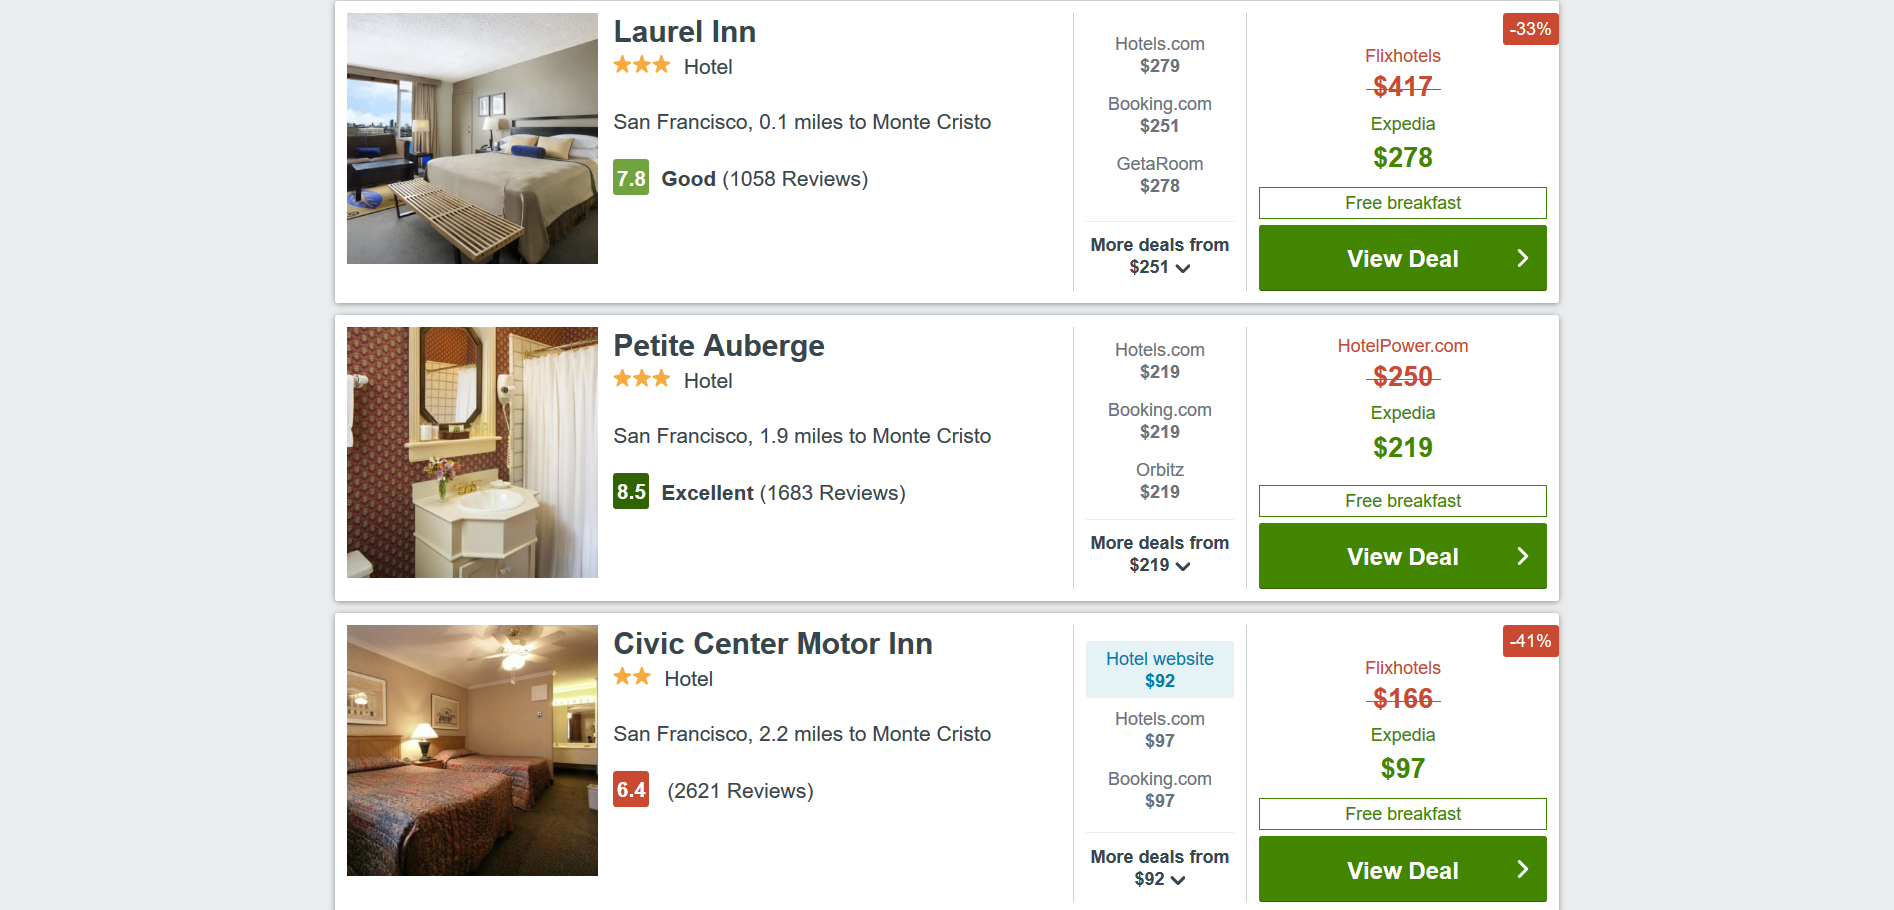 Laurel Inn
Hotel
San Francisco, 0.1 miles to Monte Cristo
7.8 Good (1058 Reviews)
Hotels.com
$279
Booking.com
$251
GetaRoom
$278
More deals from
$251
-33%
Flixhotels
$417
Expedia
$278
Free breakfast
View Deal
Petite Auberge
Hotel
San Francisco, 1.9 miles to Monte Cristo
8.5 Excellent (1683 Reviews)
Hotels.com
$219
Booking.com
$219
Orbitz
$219
More deals from
$219
HotelPower.com
$250
Expedia
$219
Free breakfast
View Deal
Civic Center Motor Inn
Hotel
San Francisco, 2.2 miles to Monte Cristo
6.4 (2621 Reviews)
Hotel website
$92
Hotels.com
$97
Booking.com
$97
More deals from
$92
-41%
Flixhotels
$166
Expedia
$97
Free breakfast
View Deal